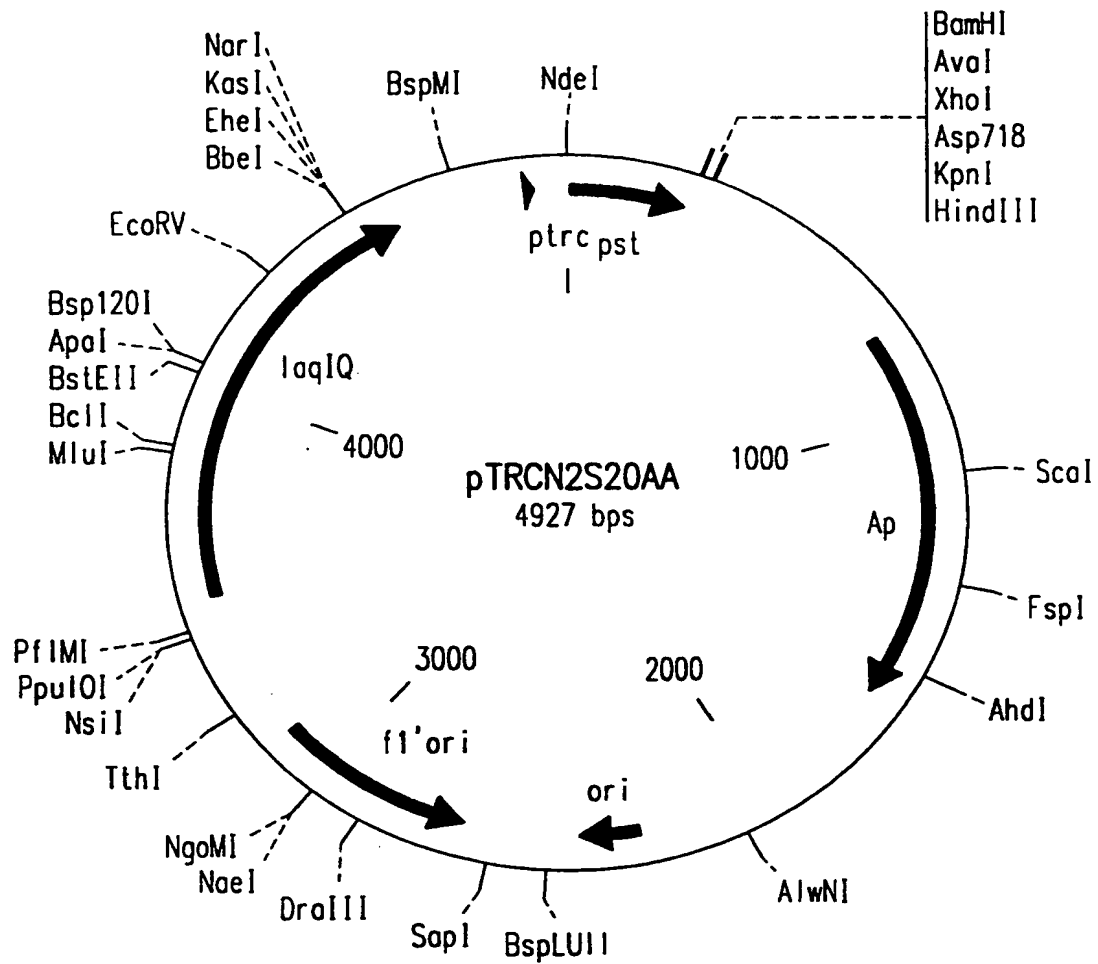 NarI
KasI
EheI
BbeI
BspMI
NdeI
BamHI
AvaI
XhoI
Asp718
KpnI
HindIII
EcoRV
ptrc
pst
Bsp120I
ApaI
BstEII
BclI
MluI
laqIQ
4000
1000
pTRCN2S20AA
4927 bps
ScaI
Ap
FspI
PflMI
Ppu10I
NsiI
3000
2000
AhdI
f1'ori
TthI
ori
NgoMI
NaeI
DraIII
AlwNI
SapI
BspLU11